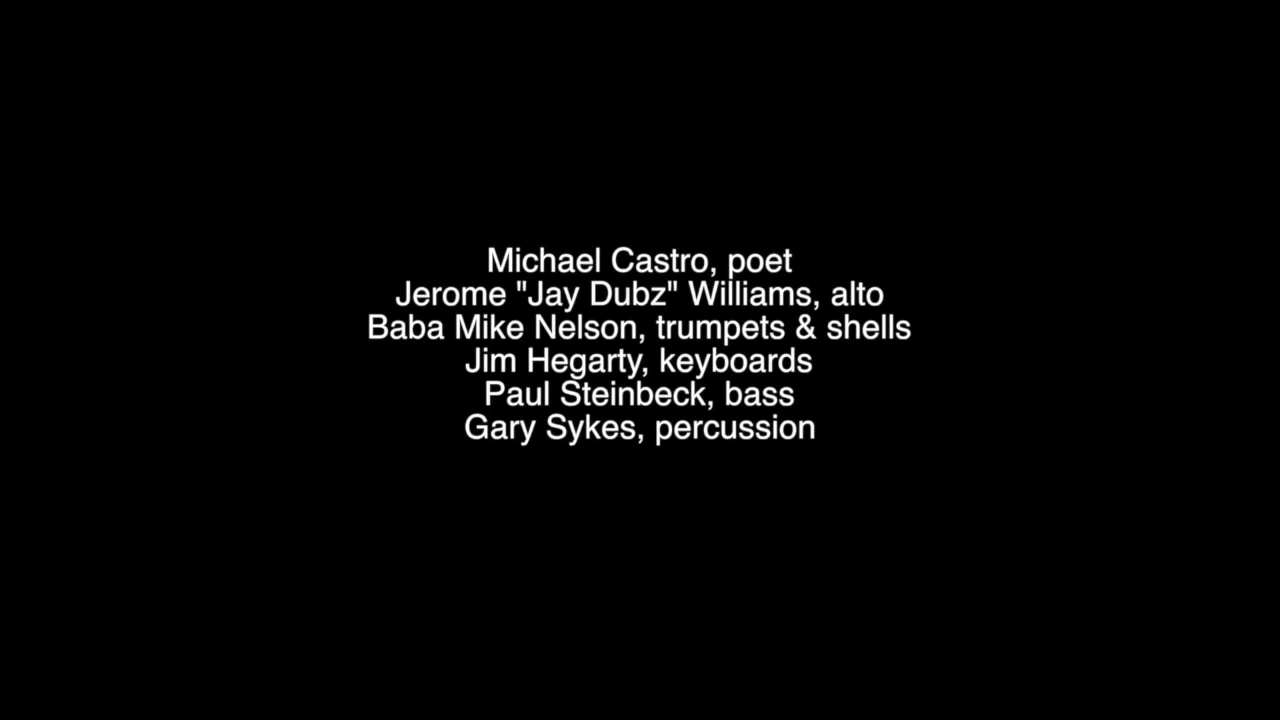 Michael Castro, poet
Jerome "Jay Dubz" Williams, alto
Baba Mike Nelson, trumpets & shells
Jim Hegarty, keyboards
Paul Steinbeck, bass
Gary Sykes, percussion